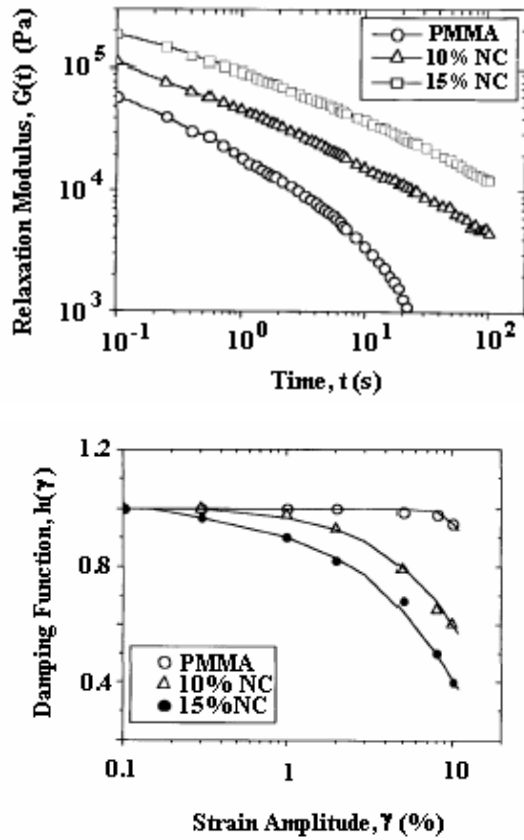 Relaxation Modulus, G(t) (Pa)
10^5
10^4
10^3
PMMA
10% NC
15% NC
10^-1
10^0
10^1
10^2
Time, t (s)
Damping Function, h(γ)
1.2
0.8
0.4
PMMA
10% NC
15%NC
0.1
1
10
Strain Amplitude, γ (%)